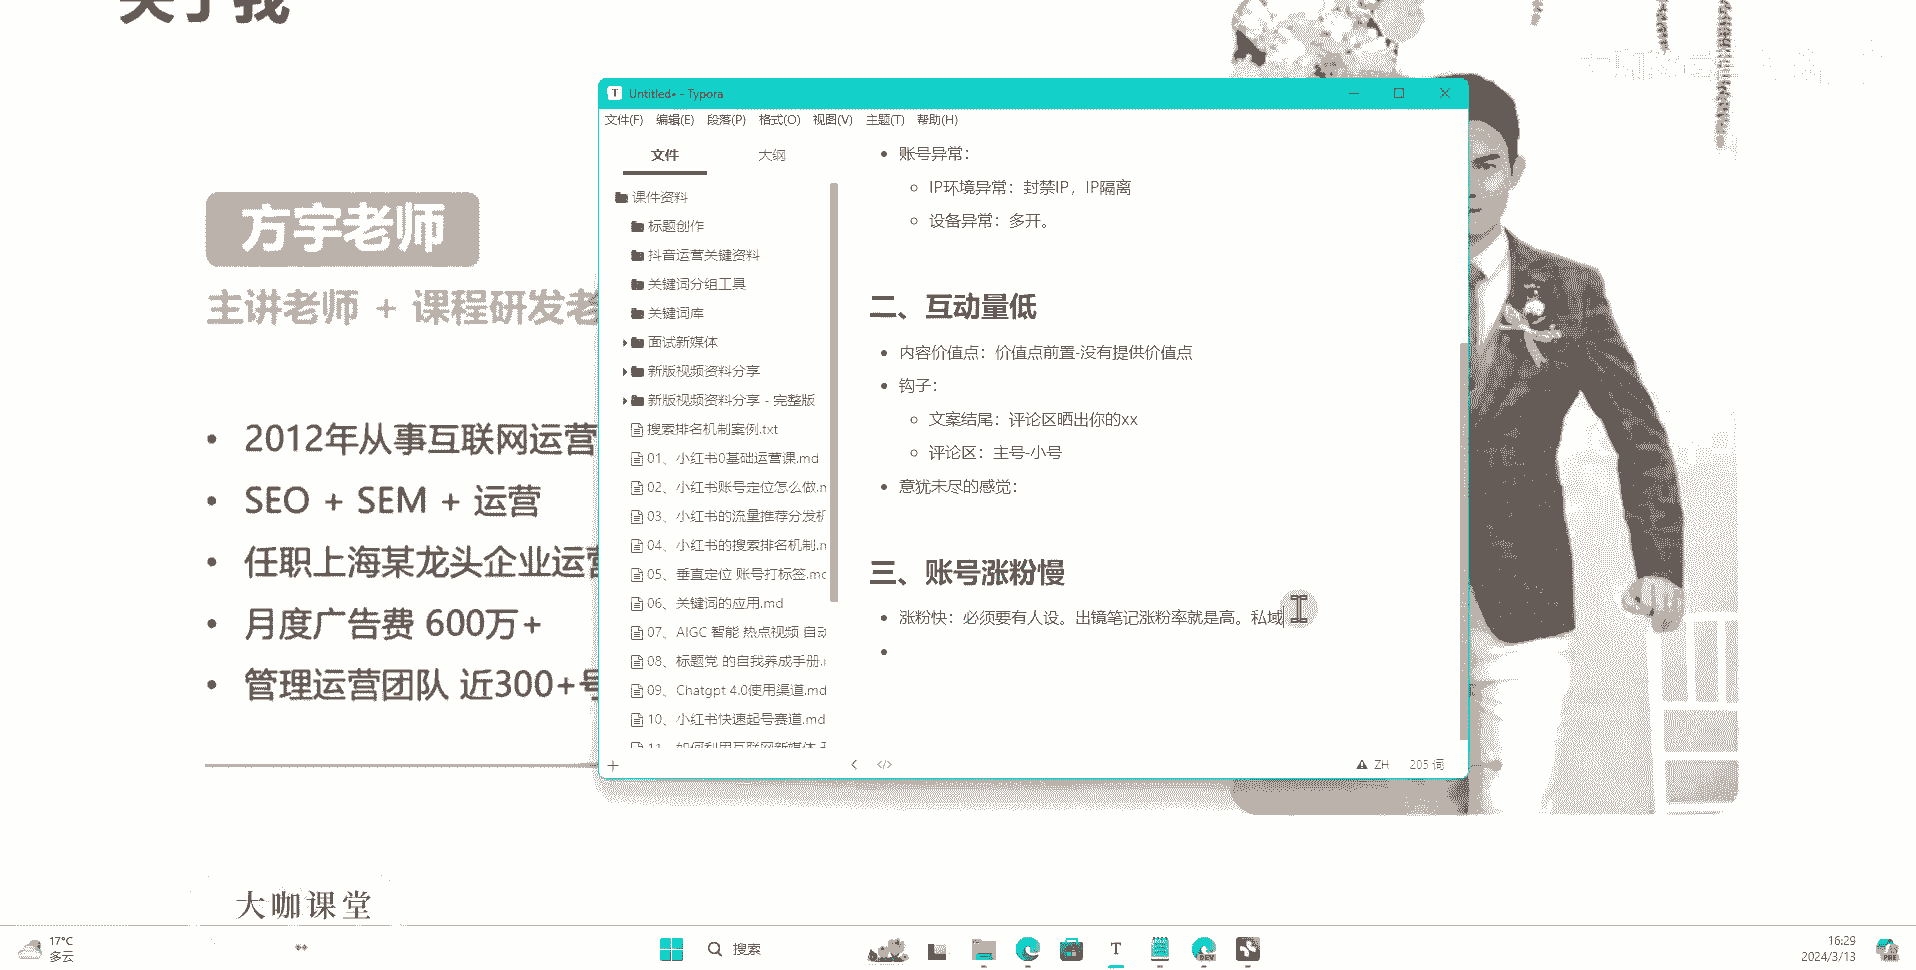 关于我
方宇老师
主讲老师 + 课程研发老
2012年从事互联网运营
SEO + SEM + 运营
任职上海某龙头企业运营
月度广告费 600万+
管理运营团队 近300+号
大咖课堂
Untitled• - Typora
文件(F) 编辑(E) 段落(P) 格式(O) 视图(V) 主题(T) 帮助(H)
文件 大纲
课件资料
标题创作
抖音运营关键资料
关键词分组工具
关键词库
面试新媒体
新版视频资料分享
新版视频资料分享 - 完整版
搜索排名机制案例.txt
01、小红书0基础运营课.md
02、小红书账号定位怎么做.m
03、小红书的流量推荐分发机
04、小红书的搜索排名机制.m
05、垂直定位 账号打标签.md
06、关键词的应用.md
07、AIGC 智能 热点视频 自动
08、标题党 的自我养成手册.
09、Chatgpt 4.0使用渠道.md
10、小红书快速起号赛道.md
11、如何利用互联网新媒体
账号异常：
IP环境异常：封禁IP，IP隔离
设备异常：多开。
二、互动量低
内容价值点：价值点前置-没有提供价值点
钩子：
文案结尾：评论区晒出你的xx
评论区：主号-小号
意犹未尽的感觉：
三、账号涨粉慢
涨粉快：必须要有人设。出镜笔记涨粉率就是高。私域
ZH 205 词
17°C
多云
搜索
16:29
2024/3/13